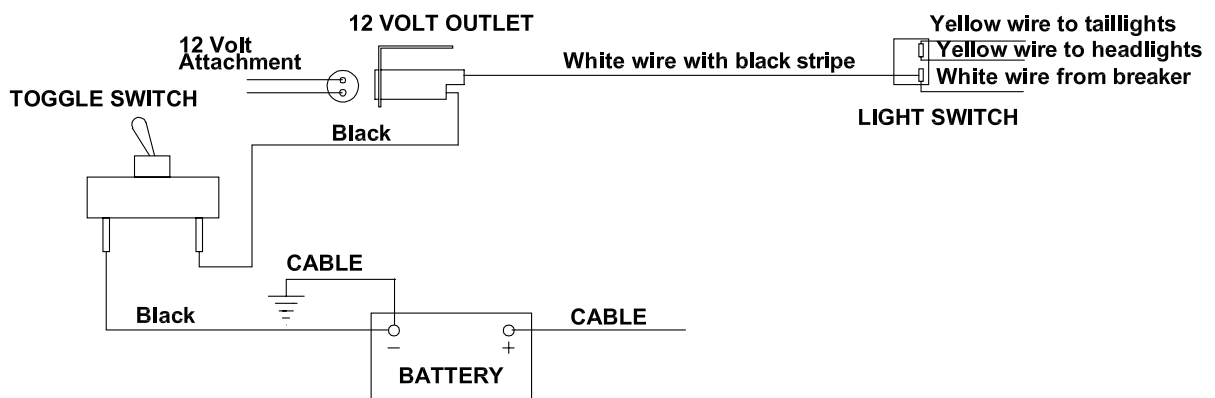 12 VOLT OUTLET
Yellow wire to taillights
12 Volt
Attachment
White wire with black stripe
Yellow wire to headlights
White wire from breaker
TOGGLE SWITCH
LIGHT SWITCH
Black
CABLE
Black
CABLE
−
+
BATTERY